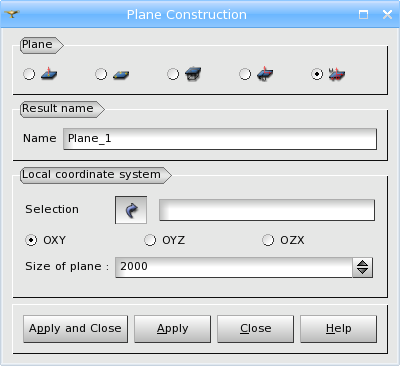 Plane Construction
Plane
Result name
Name Plane_1
Local coordinate system
Selection
OXY OYZ OZX
Size of plane : 2000
Apply and Close Apply Close Help